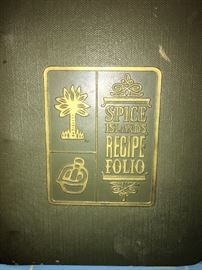 SPICE
ISLANDS
RECIPE
FOLIO